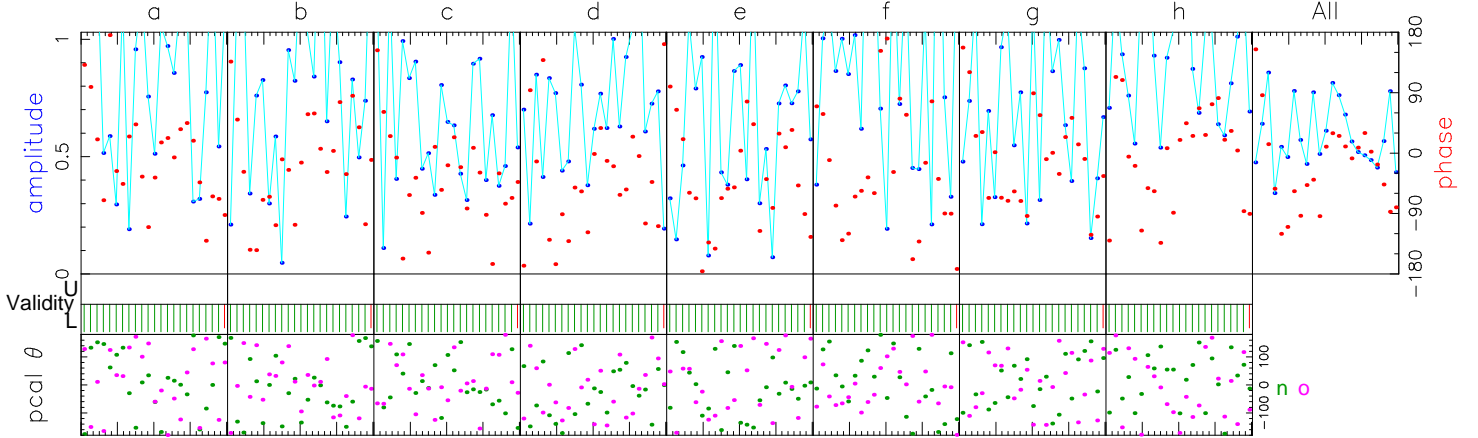 a b c d e f g h All
1
0.5
0
amplitude
180
90
0
-90
-180
phase
Validity
U
L
pcal θ
100
0
-100
n o